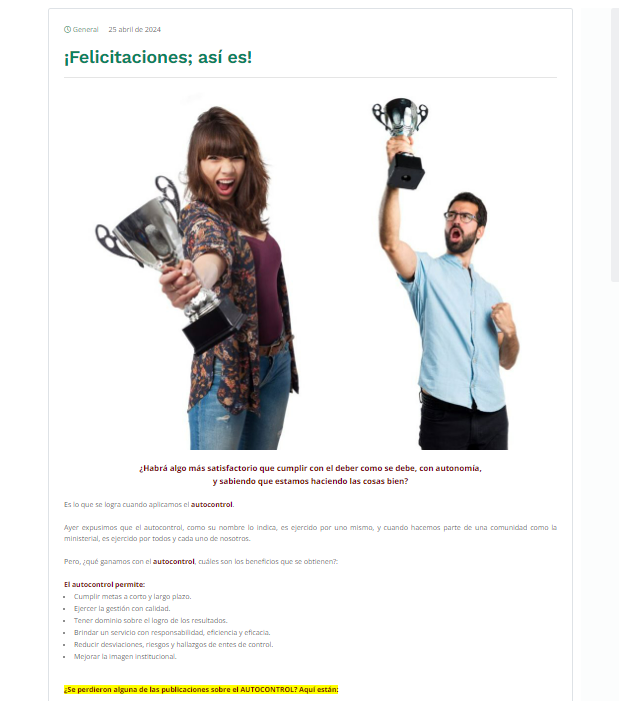 General 25 abril de 2024
¡Felicitaciones; así es!
¿Habrá algo más satisfactorio que cumplir con el deber como se debe, con autonomía,
y sabiendo que estamos haciendo las cosas bien?
Es lo que se logra cuando aplicamos el autocontrol.
Ayer expusimos que el autocontrol, como su nombre lo indica, es ejercido por uno mismo, y cuando hacemos parte de una comunidad como la
ministerial, es ejercido por todos y cada uno de nosotros.
Pero, ¿qué ganamos con el autocontrol, cuáles son los beneficios que se obtienen?:
El autocontrol permite:
• Cumplir metas a corto y largo plazo.
• Ejercer la gestión con calidad.
• Tener dominio sobre el logro de los resultados.
• Brindar un servicio con responsabilidad, eficiencia y eficacia.
• Reducir desviaciones, riesgos y hallazgos de entes de control.
• Mejorar la imagen institucional.
¿Se perdieron alguna de las publicaciones sobre el AUTOCONTROL? Aquí están: